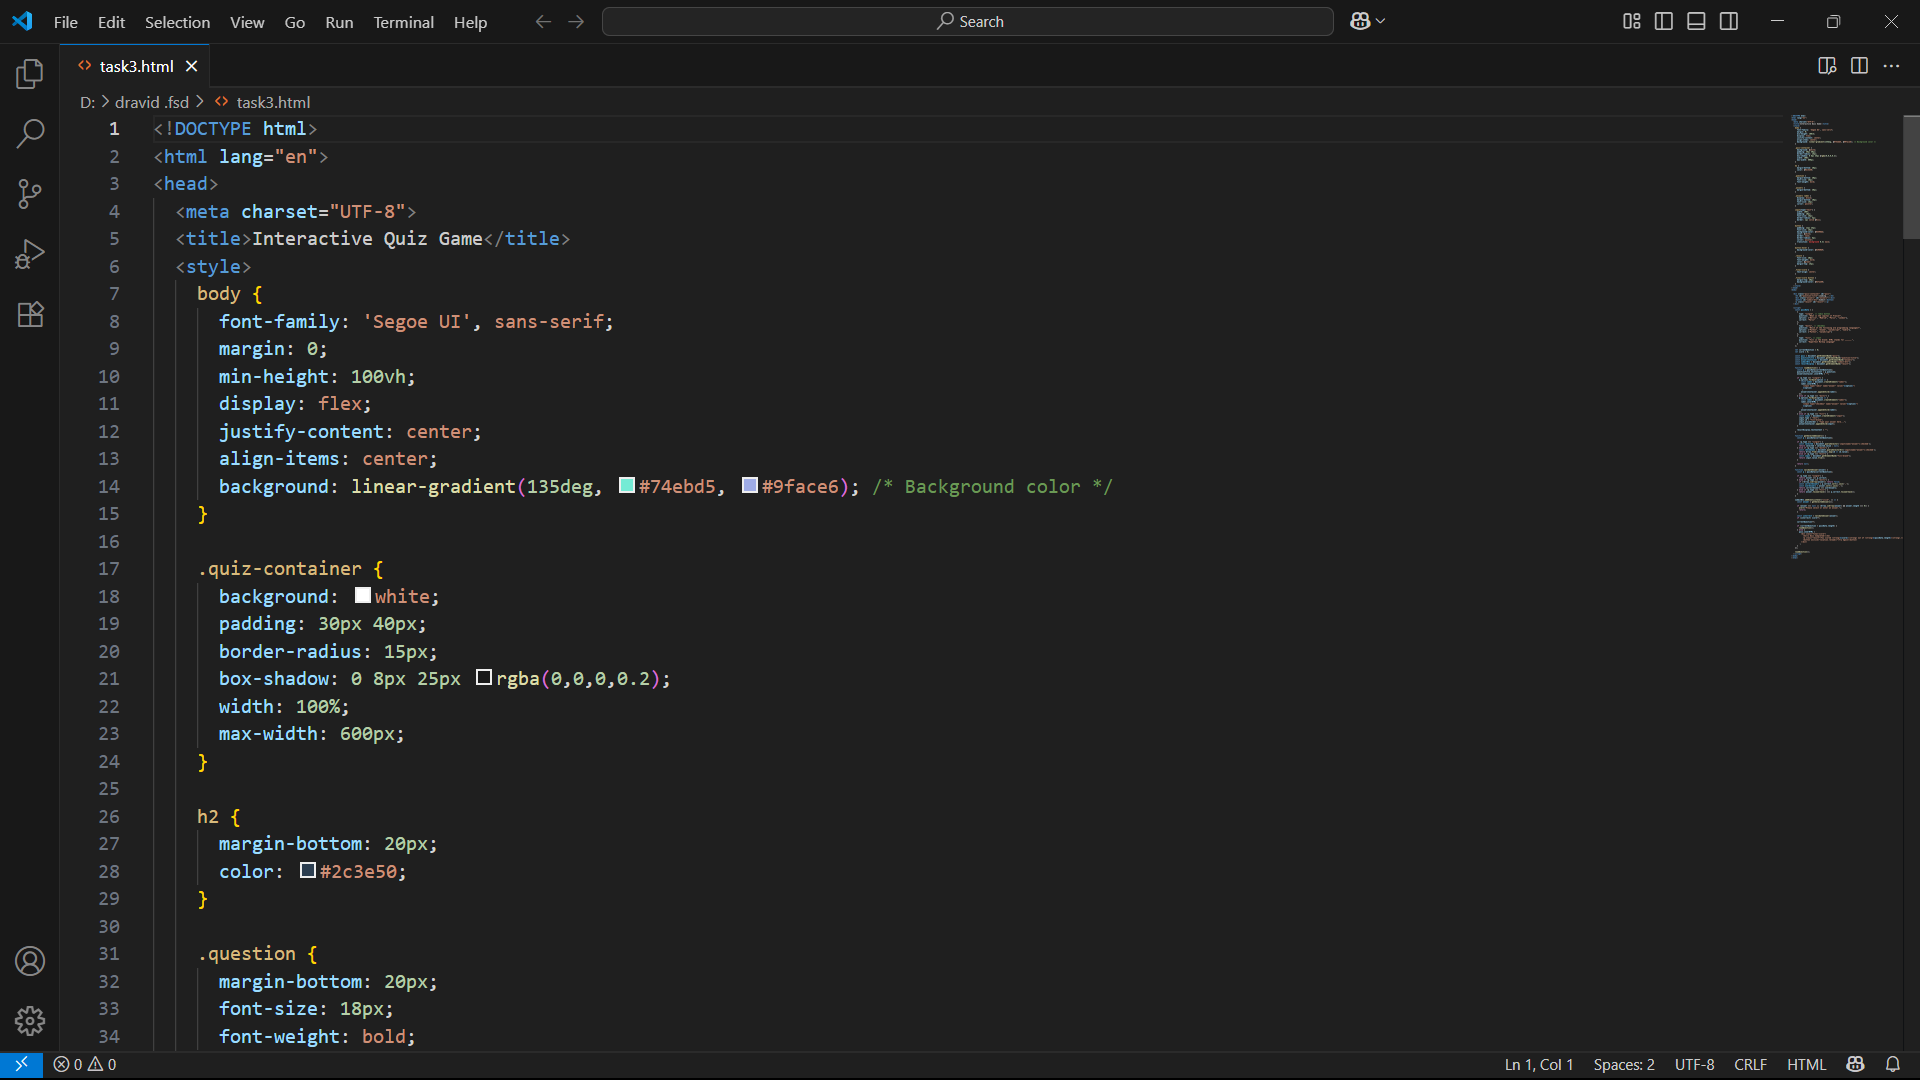 File Edit Selection View Go Run Terminal Help Search
task3.html
D: > dravid .fsd > task3.html
1 <!DOCTYPE html>
2 <html lang="en">
3 <head>
4 <meta charset="UTF-8">
5 <title>Interactive Quiz Game</title>
6 <style>
7 body {
8 font-family: 'Segoe UI', sans-serif;
9 margin: 0;
10 min-height: 100vh;
11 display: flex;
12 justify-content: center;
13 align-items: center;
14 background: linear-gradient(135deg, #74ebd5, #9face6); /* Background color */
15 }
16
17 .quiz-container {
18 background: white;
19 padding: 30px 40px;
20 border-radius: 15px;
21 box-shadow: 0 8px 25px rgba(0,0,0,0.2);
22 width: 100%;
23 max-width: 600px;
24 }
25
26 h2 {
27 margin-bottom: 20px;
28 color: #2c3e50;
29 }
30
31 .question {
32 margin-bottom: 20px;
33 font-size: 18px;
34 font-weight: bold;
0 0 Ln 1, Col 1 Spaces: 2 UTF-8 CRLF HTML